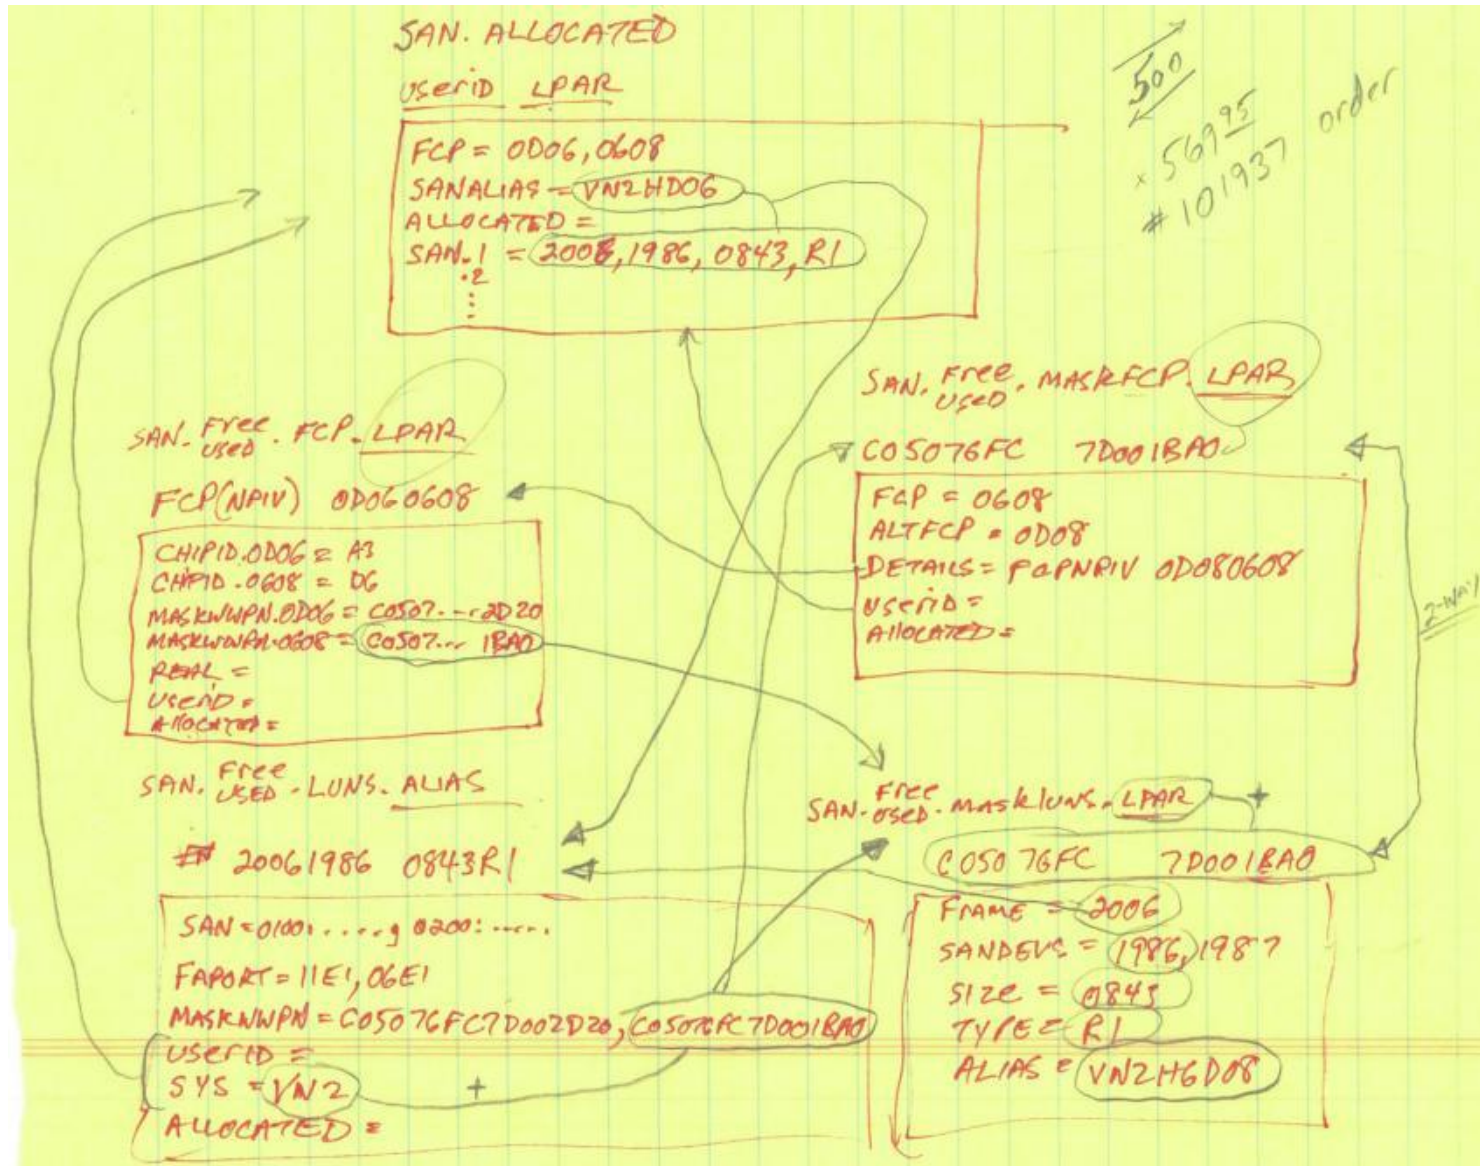 SAN. ALLOCATED
userid LPAR
FCP = 0D06, 0608
SANALIAS = VN2HD06
ALLOCATED =
SAN.1 = 2006, 1986, 0843, R1
.2
⋮
500
× 569 95
# 101937 order
SAN. Free USED . FCP. LPAR
FCP(NPIV) 0D060608
CHIPID.0D06 = A3
CHPID.0608 = D6
MASKWWPN.0D06 = C0507....2D20
MASKWWPN.0608 = C0507... 1BA0
REAL =
userID =
Allocated =
SAN. Free USED . MASKFCP. LPAR
C05076FC 7D001BA0
FCP = 0608
ALTFCP = 0D08
DETAILS = FCPNPIV 0D080608
userID =
Allocated =
2-way
SAN. Free USED . LUNS. ALIAS
20061986 0843R1
SAN = 0100: ....., 0200: .....
FAPORT = 11E1, 06E1
MASKWWPN = C05076FC7D002D20, C05076FC7D001BA0
userID =
SYS = VN2 +
ALLOCATED =
SAN. Free USED . maskluns. LPAR +
C05076FC 7D001BA0
FRAME = 2006
SANDEVS = 1986, 1987
SIZE = 0843
TYPE = R1
ALIAS = VN2H6D08